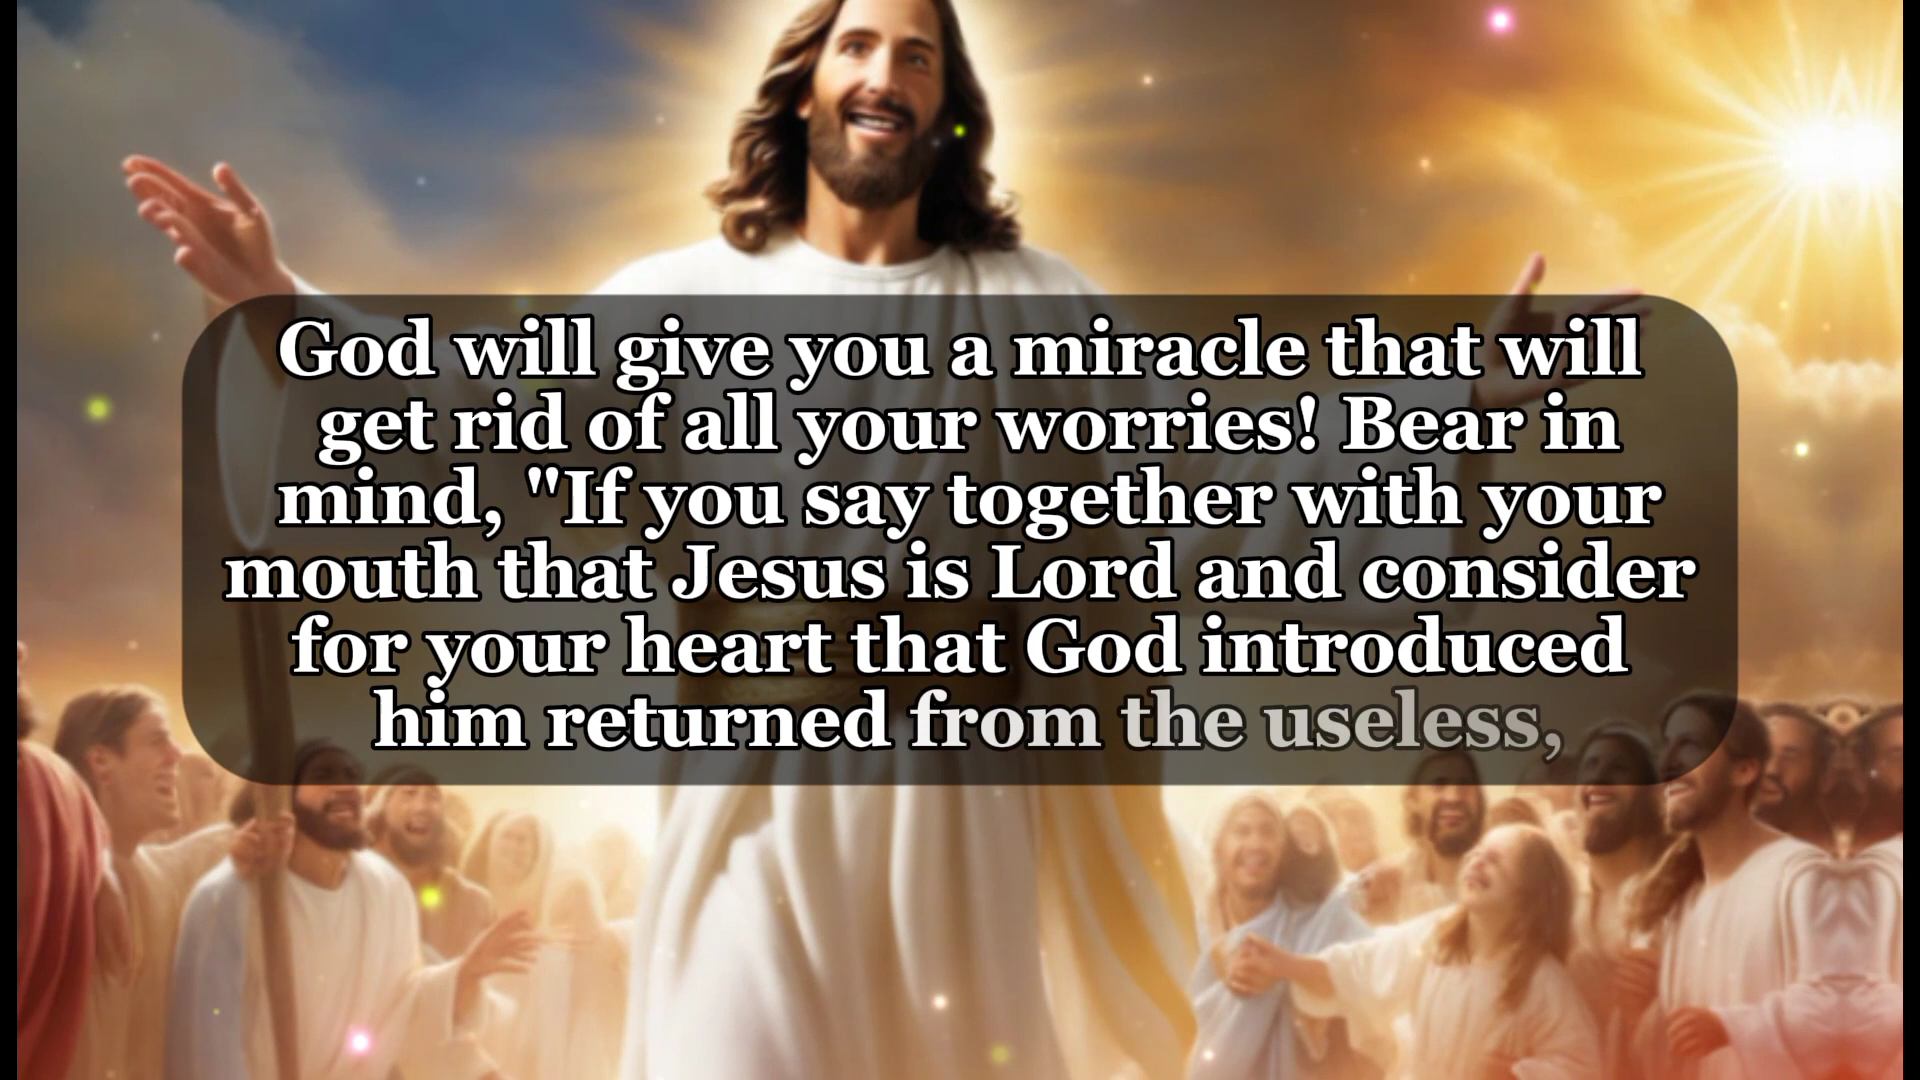 God will give you a miracle that will
get rid of all your worries! Bear in
mind, "If you say together with your
mouth that Jesus is Lord and consider
for your heart that God introduced
him returned from the useless,